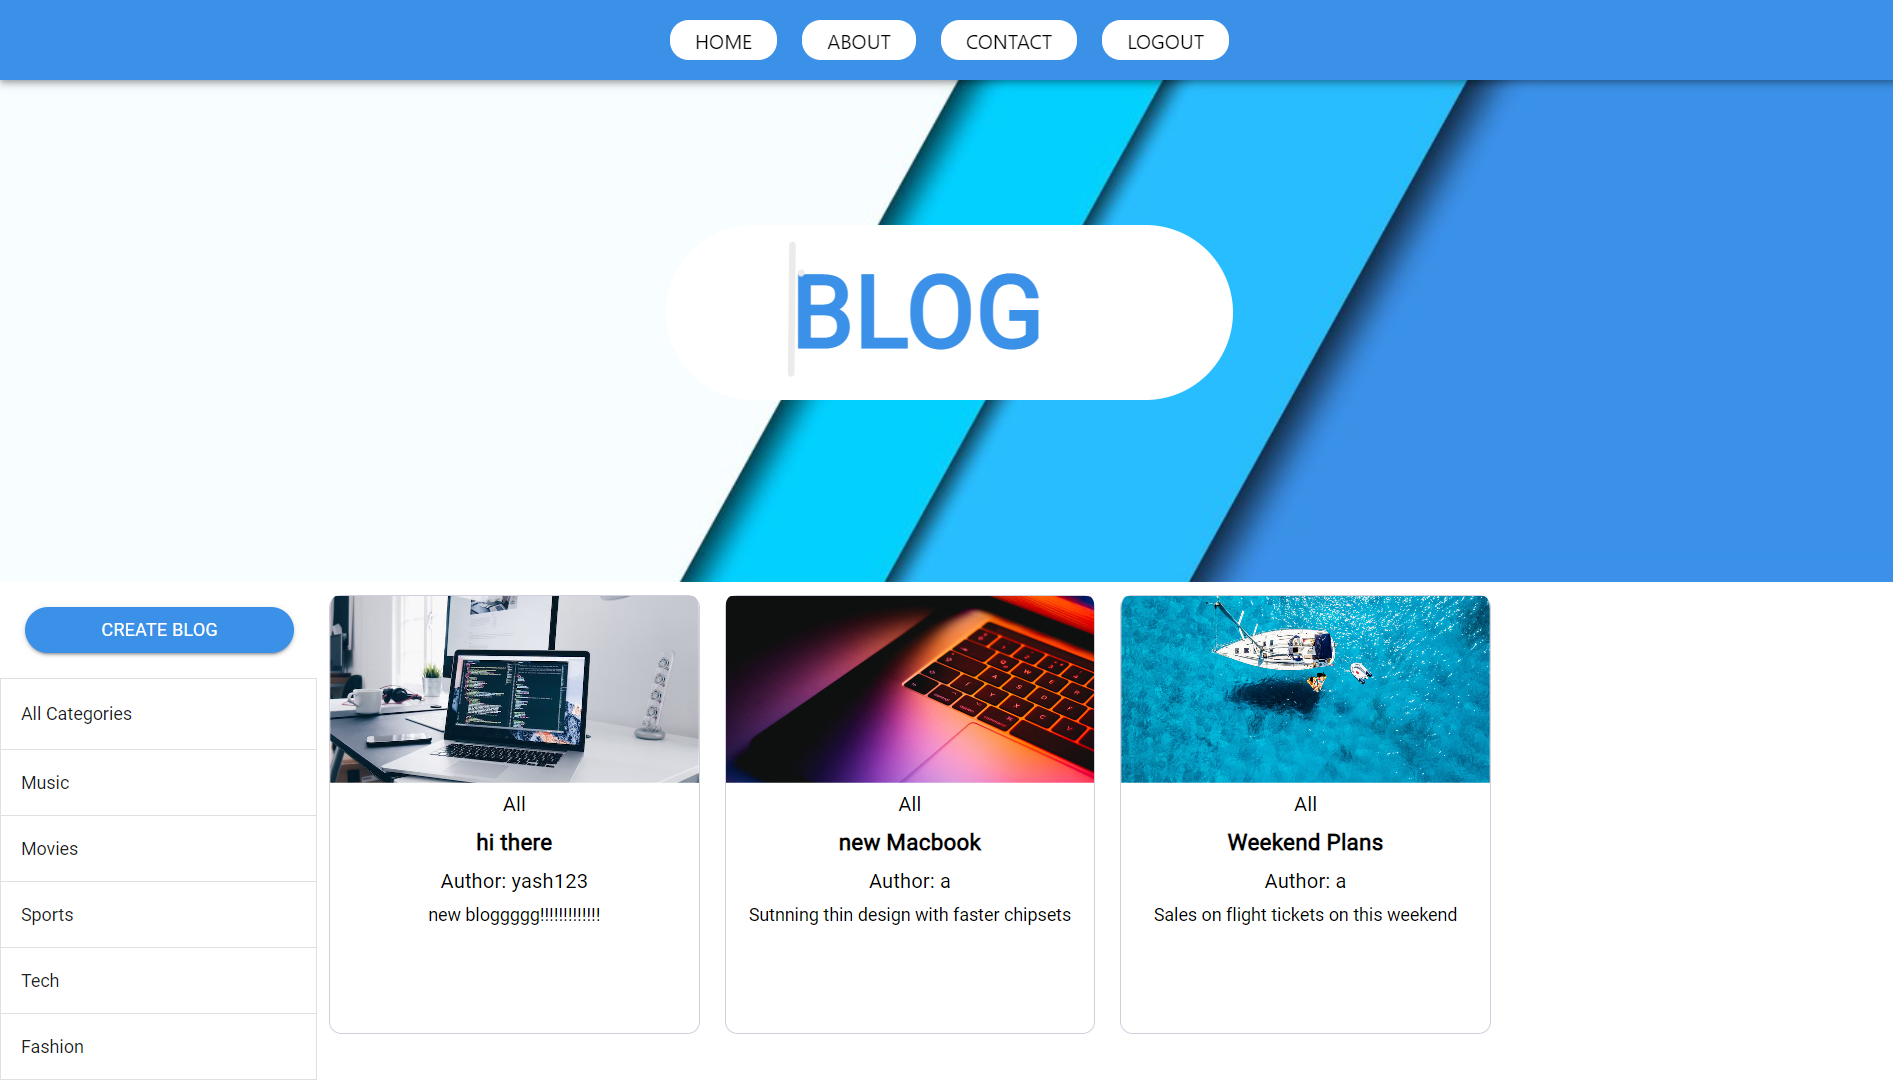 HOME ABOUT CONTACT LOGOUT
BLOG
CREATE BLOG
All Categories
Music
Movies
Sports
Tech
Fashion
All
hi there
Author: yash123
new bloggggg!!!!!!!!!!!!!
All
new Macbook
Author: a
Sutnning thin design with faster chipsets
All
Weekend Plans
Author: a
Sales on flight tickets on this weekend